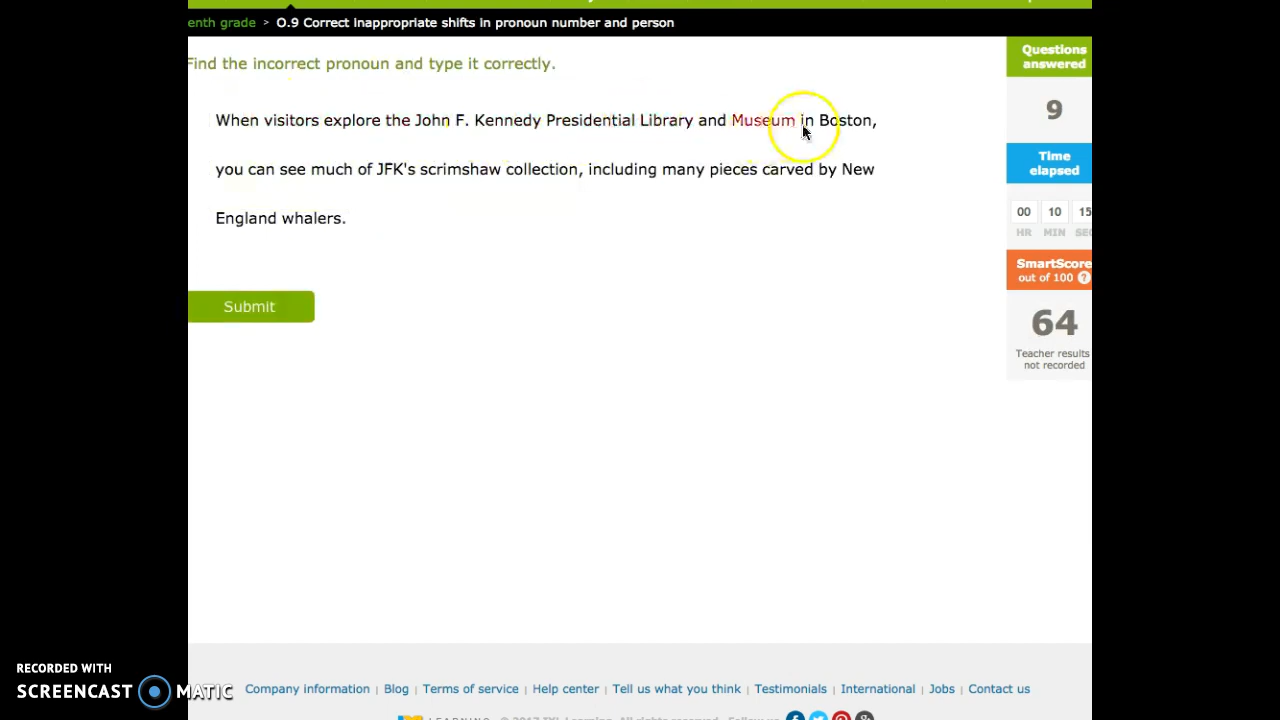 enth grade > O.9 Correct inappropriate shifts in pronoun number and person
Find the incorrect pronoun and type it correctly.
When visitors explore the John F. Kennedy Presidential Library and Museum in Boston,
you can see much of JFK's scrimshaw collection, including many pieces carved by New
England whalers.
Submit
Questions
answered
9
Time
elapsed
00 10 15
HR MIN SEC
SmartScore
out of 100 ?
64
Teacher results
not recorded
RECORDED WITH
SCREENCAST MATIC
Company information | Blog | Terms of service | Help center | Tell us what you think | Testimonials | International | Jobs | Contact us